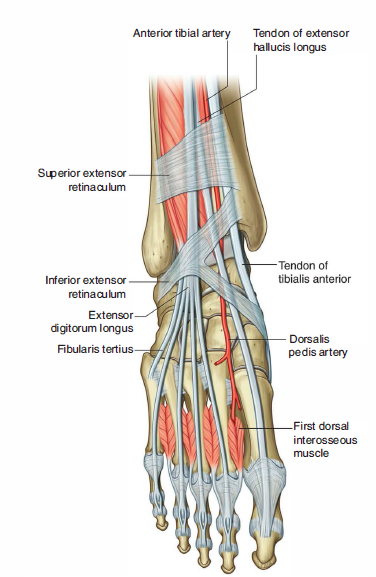 Anterior tibial artery
Tendon of extensor
hallucis longus
Superior extensor
retinaculum
Inferior extensor
retinaculum
Tendon of
tibialis anterior
Extensor
digitorum longus
Fibularis tertius
Dorsalis
pedis artery
First dorsal
interosseous
muscle